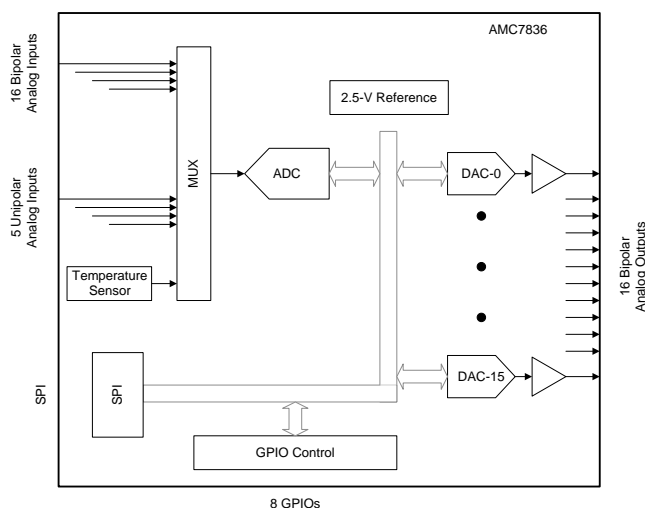 AMC7836
16 Bipolar
Analog Inputs
2.5-V Reference
MUX
ADC
DAC-0
5 Unipolar
Analog Inputs
Temperature
Sensor
16 Bipolar
Analog Outputs
SPI
SPI
DAC-15
GPIO Control
8 GPIOs